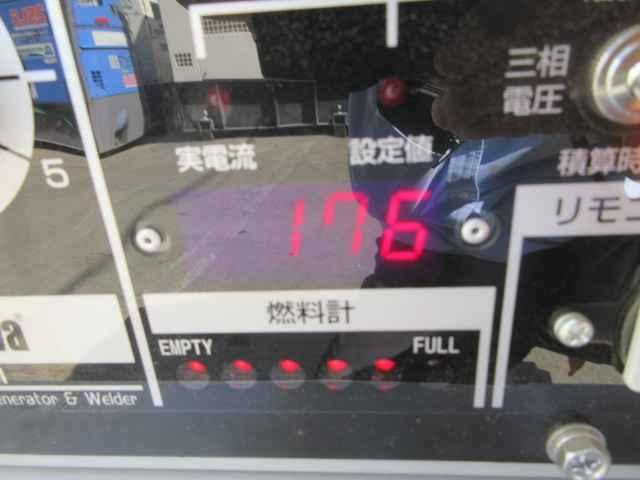 三相
電圧
5
実電流
設定値
積算時
176
リモコ
燃料計
EMPTY
FULL
enerator & Welder